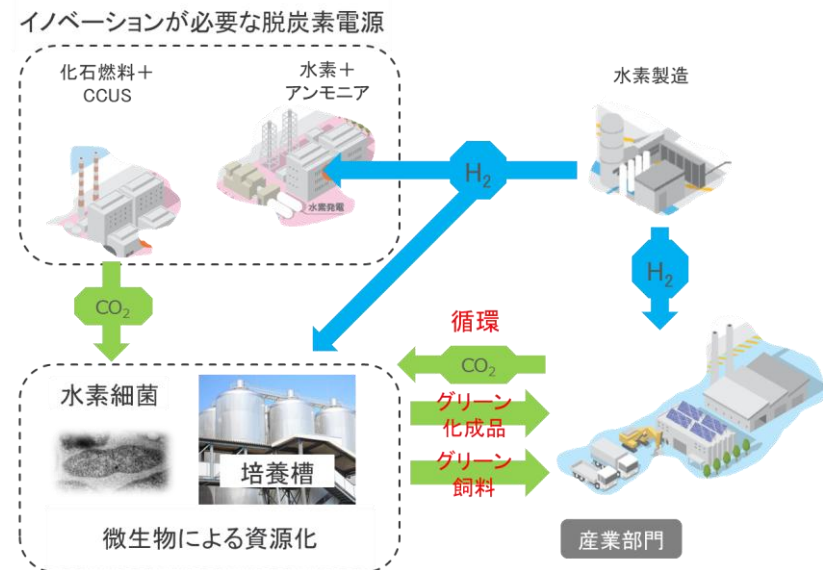 イノベーションが必要な脱炭素電源
化石燃料＋
CCUS
水素＋
アンモニア
水素発電
水素製造
H₂
H₂
CO₂
循環
CO₂
グリーン
化成品
グリーン
飼料
水素細菌
培養槽
微生物による資源化
産業部門